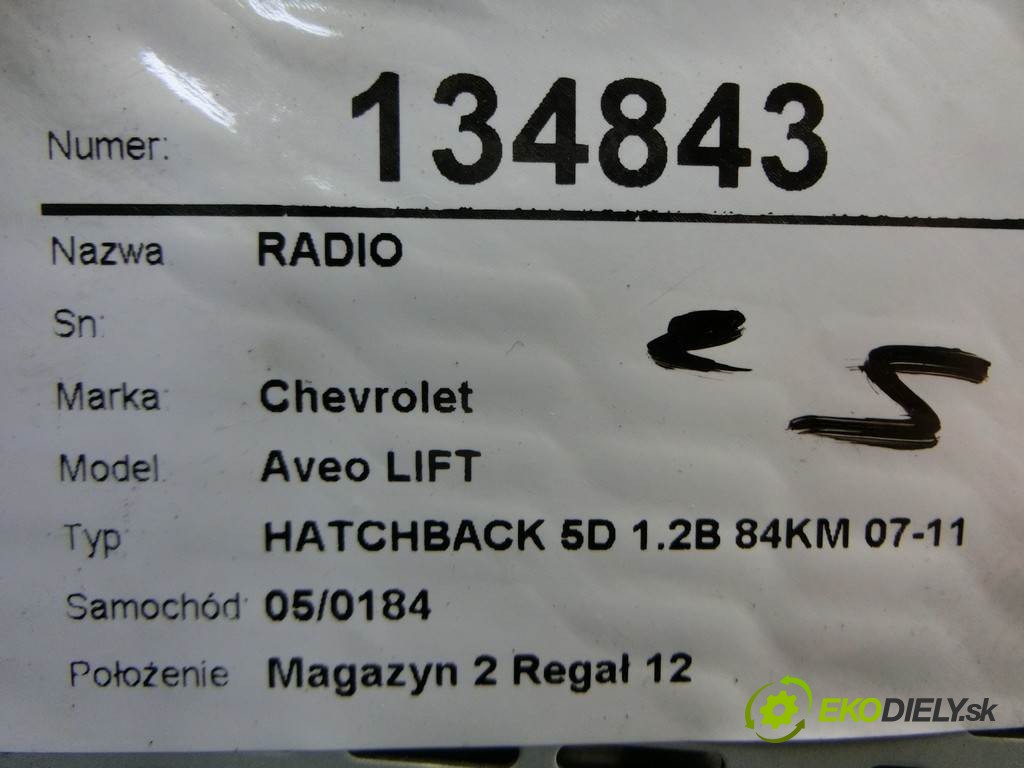 Numer: 134843
Nazwa RADIO
Sn:
Marka Chevrolet
Model Aveo LIFT
Typ HATCHBACK 5D 1.2B 84KM 07-11
Samochód 05/0184
Położenie Magazyn 2 Regał 12
EKODIELY.sk